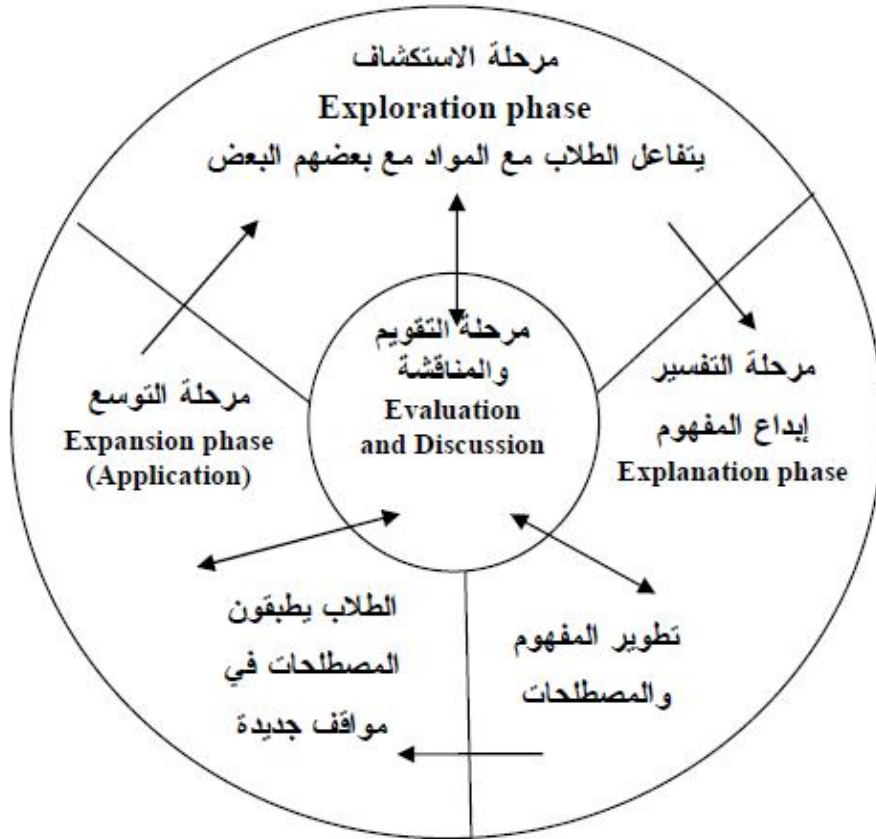 مرحلة الاستكشاف
Exploration phase
يتفاعل الطلاب مع المواد مع بعضهم البعض
مرحلة التقويم
والمناقشة
Evaluation
and Discussion
مرحلة التفسير
إبداع المفهوم
Explanation phase
تطوير المفهوم
والمصطلحات
مرحلة التوسع
Expansion phase
(Application)
الطلاب يطبقون
المصطلحات في
مواقف جديدة